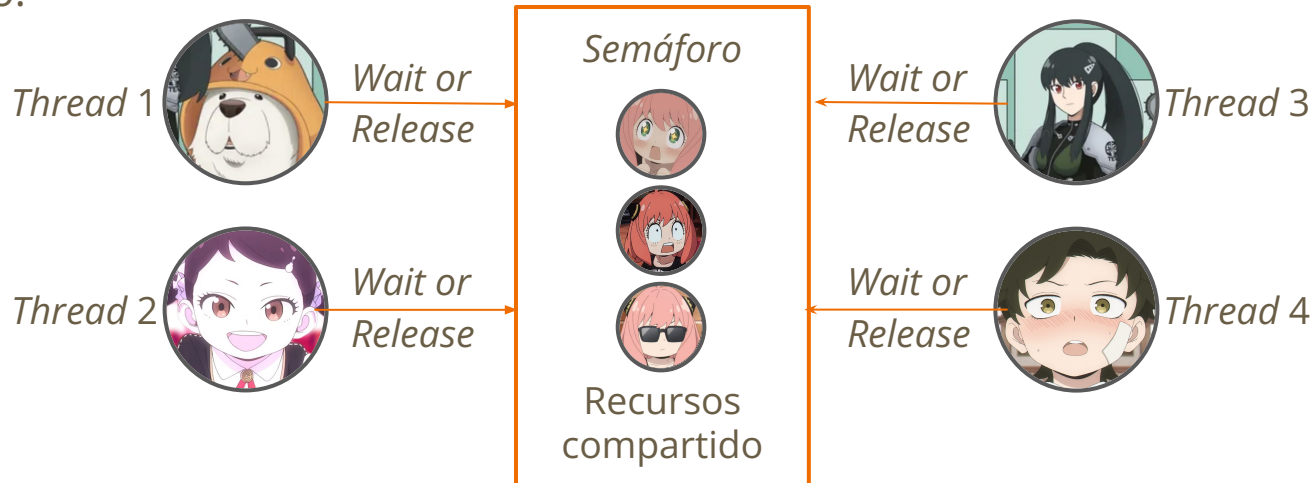 Semáforo
Thread 1
Wait or
Release
Wait or
Release
Thread 3
Thread 2
Wait or
Release
Wait or
Release
Thread 4
Recursos
compartido